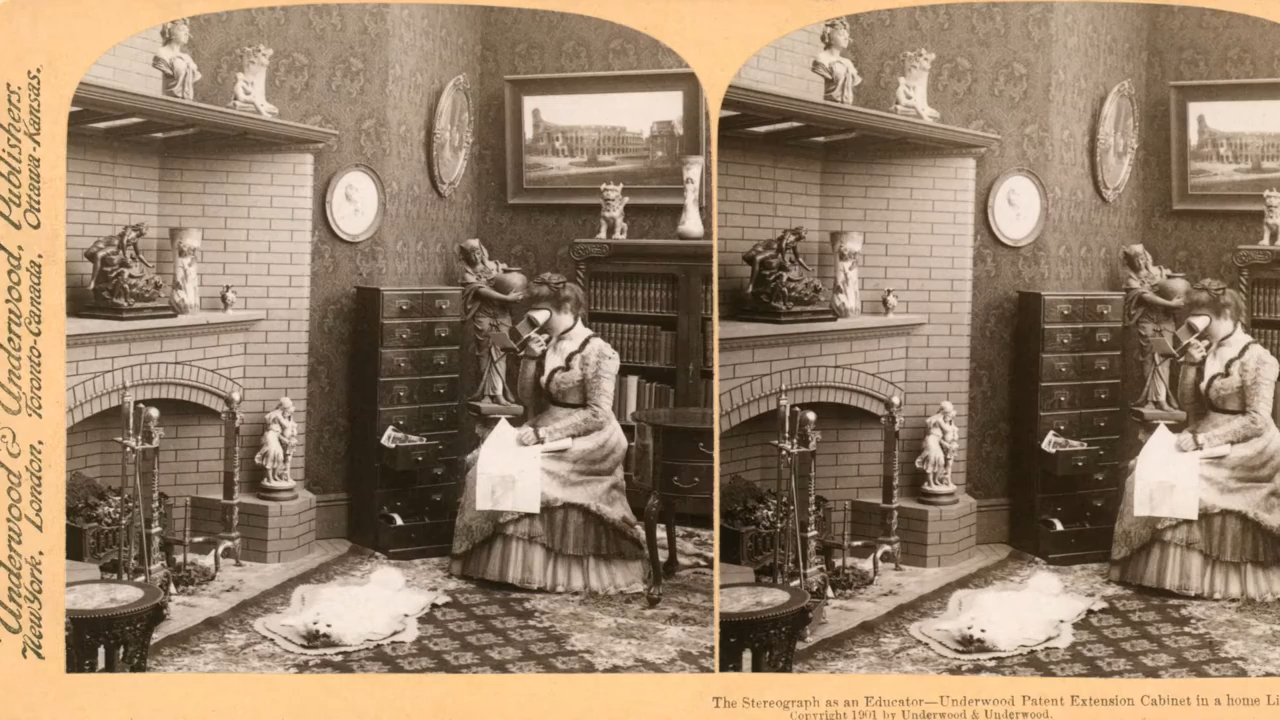 Underwood & Underwood, Publishers.
New York, London, Toronto-Canada, Ottawa-Kansas.
The Stereograph as an Educator—Underwood Patent Extension Cabinet in a home Li
Copyright 1901 by Underwood & Underwood.